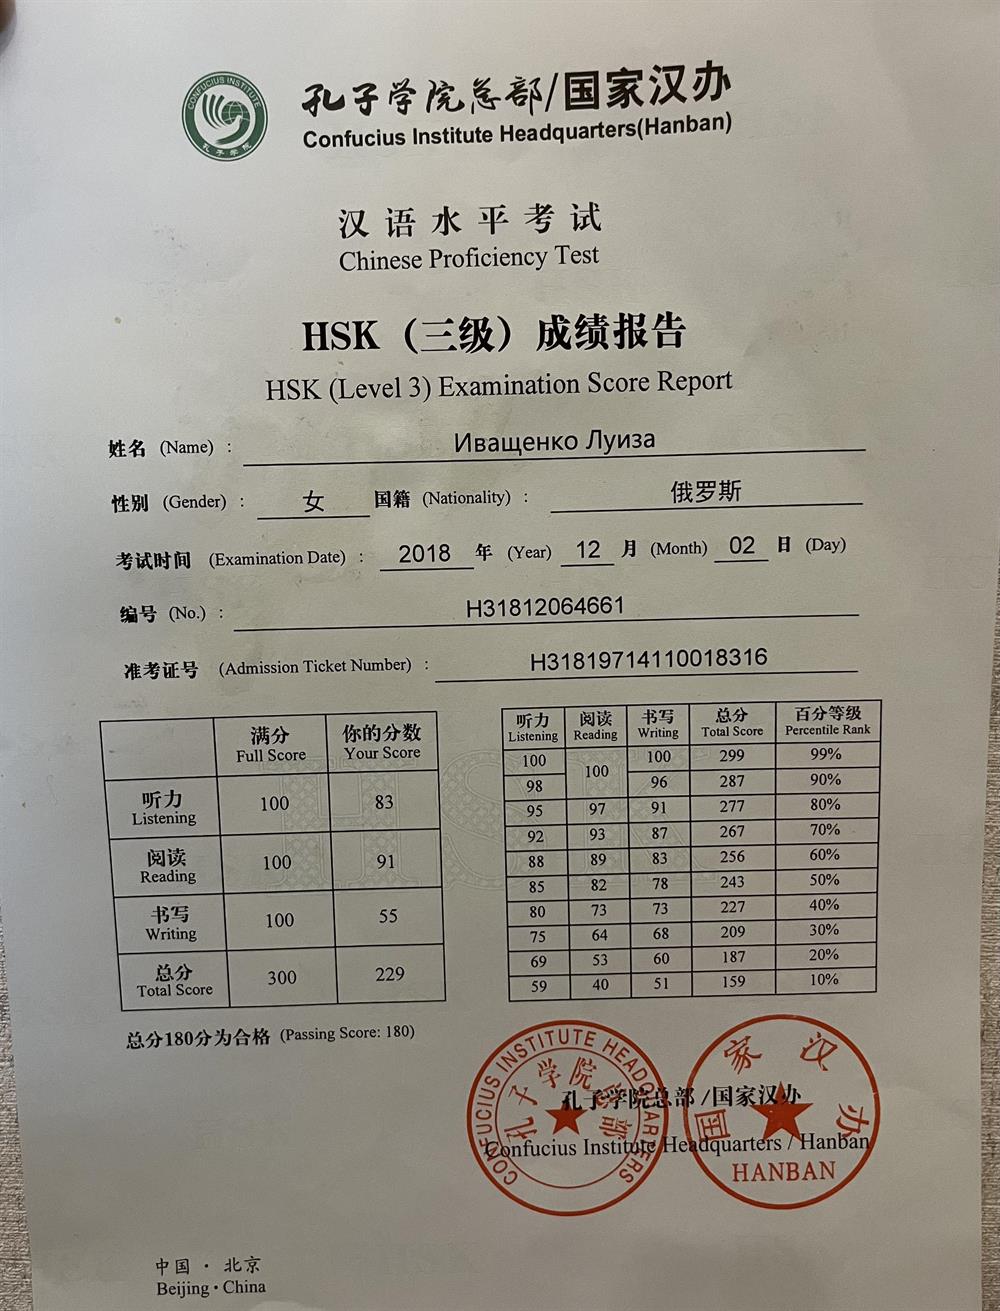 CONFUCIUS INSTITUTE
孔子学院
孔子学院总部/国家汉办
Confucius Institute Headquarters(Hanban)
汉语水平考试
Chinese Proficiency Test
HSK（三级）成绩报告
HSK (Level 3) Examination Score Report
姓名 (Name) : Иващенко Луиза
性别 (Gender) : 女 国籍 (Nationality) : 俄罗斯
考试时间 (Examination Date) : 2018 年 (Year) 12 月 (Month) 02 日 (Day)
编号 (No.) : H31812064661
准考证号 (Admission Ticket Number) : H31819714110018316
满分 你的分数
Full Score Your Score
听力 100 83
Listening
阅读 100 91
Reading
书写 100 55
Writing
总分 300 229
Total Score
听力 阅读 书写 总分 百分等级
Listening Reading Writing Total Score Percentile Rank
100 100 100 299 99%
98 96 287 90%
95 97 91 277 80%
92 93 87 267 70%
88 89 83 256 60%
85 82 78 243 50%
80 73 73 227 40%
75 64 68 209 30%
69 53 60 187 20%
59 40 51 159 10%
HSK
总分180分为合格 (Passing Score: 180)
CONFUCIUS INSTITUTE HEADQUARTERS
孔子学院总部
国家汉办
HANBAN
孔子学院总部/国家汉办
Confucius Institute Headquarters / Hanban
中国 · 北京
Beijing · China